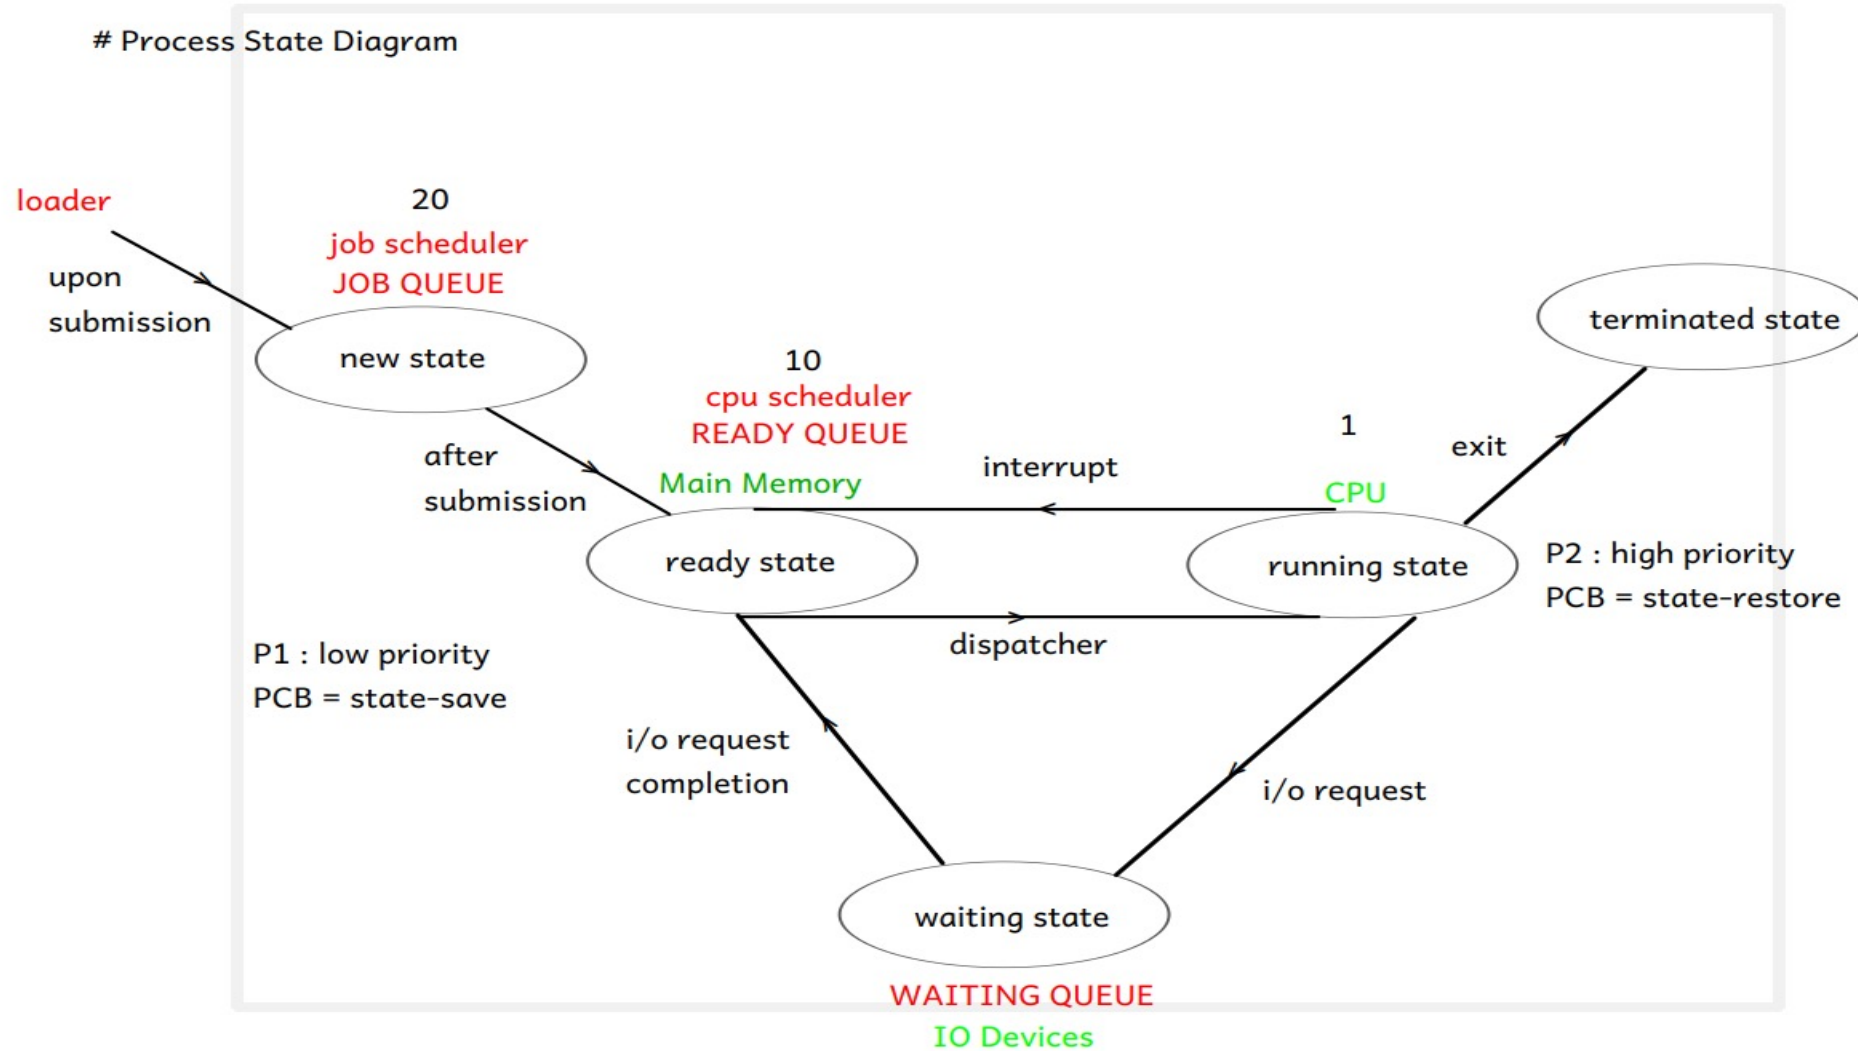 # Process State Diagram
loader
upon
submission
20
job scheduler
JOB QUEUE
new state
after
submission
10
cpu scheduler
READY QUEUE
Main Memory
ready state
interrupt
dispatcher
1
CPU
running state
exit
terminated state
P2 : high priority
PCB = state-restore
P1 : low priority
PCB = state-save
i/o request
completion
i/o request
waiting state
WAITING QUEUE
IO Devices